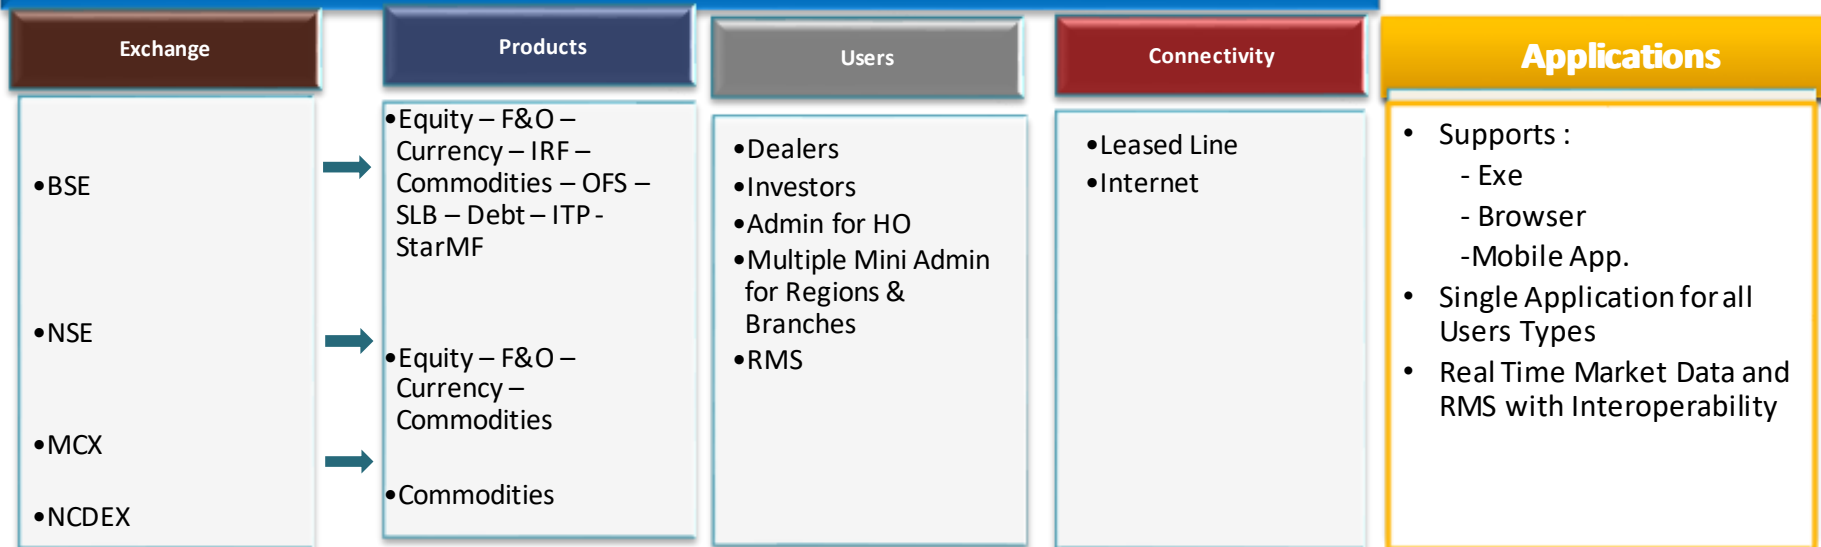 Exchange
•BSE
•NSE
•MCX
•NCDEX
Products
•Equity – F&O –
Currency – IRF –
Commodities – OFS –
SLB – Debt – ITP -
StarMF
•Equity – F&O –
Currency –
Commodities
•Commodities
Users
•Dealers
•Investors
•Admin for HO
•Multiple Mini Admin
for Regions &
Branches
•RMS
Connectivity
•Leased Line
•Internet
Applications
• Supports :
- Exe
- Browser
-Mobile App.
• Single Application for all
Users Types
• Real Time Market Data and
RMS with Interoperability